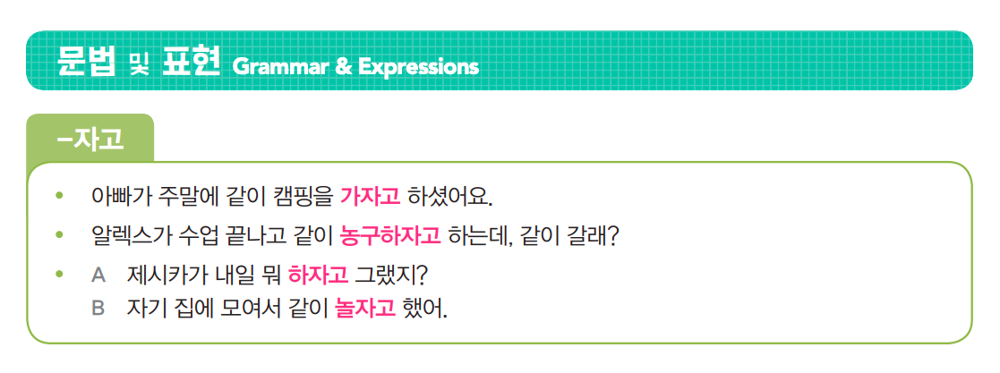 문법 및 표현 Grammar & Expressions
–자고
• 아빠가 주말에 같이 캠핑을 가자고 하셨어요.
• 알렉스가 수업 끝나고 같이 농구하자고 하는데, 같이 갈래?
• A 제시카가 내일 뭐 하자고 그랬지?
B 자기 집에 모여서 같이 놀자고 했어.